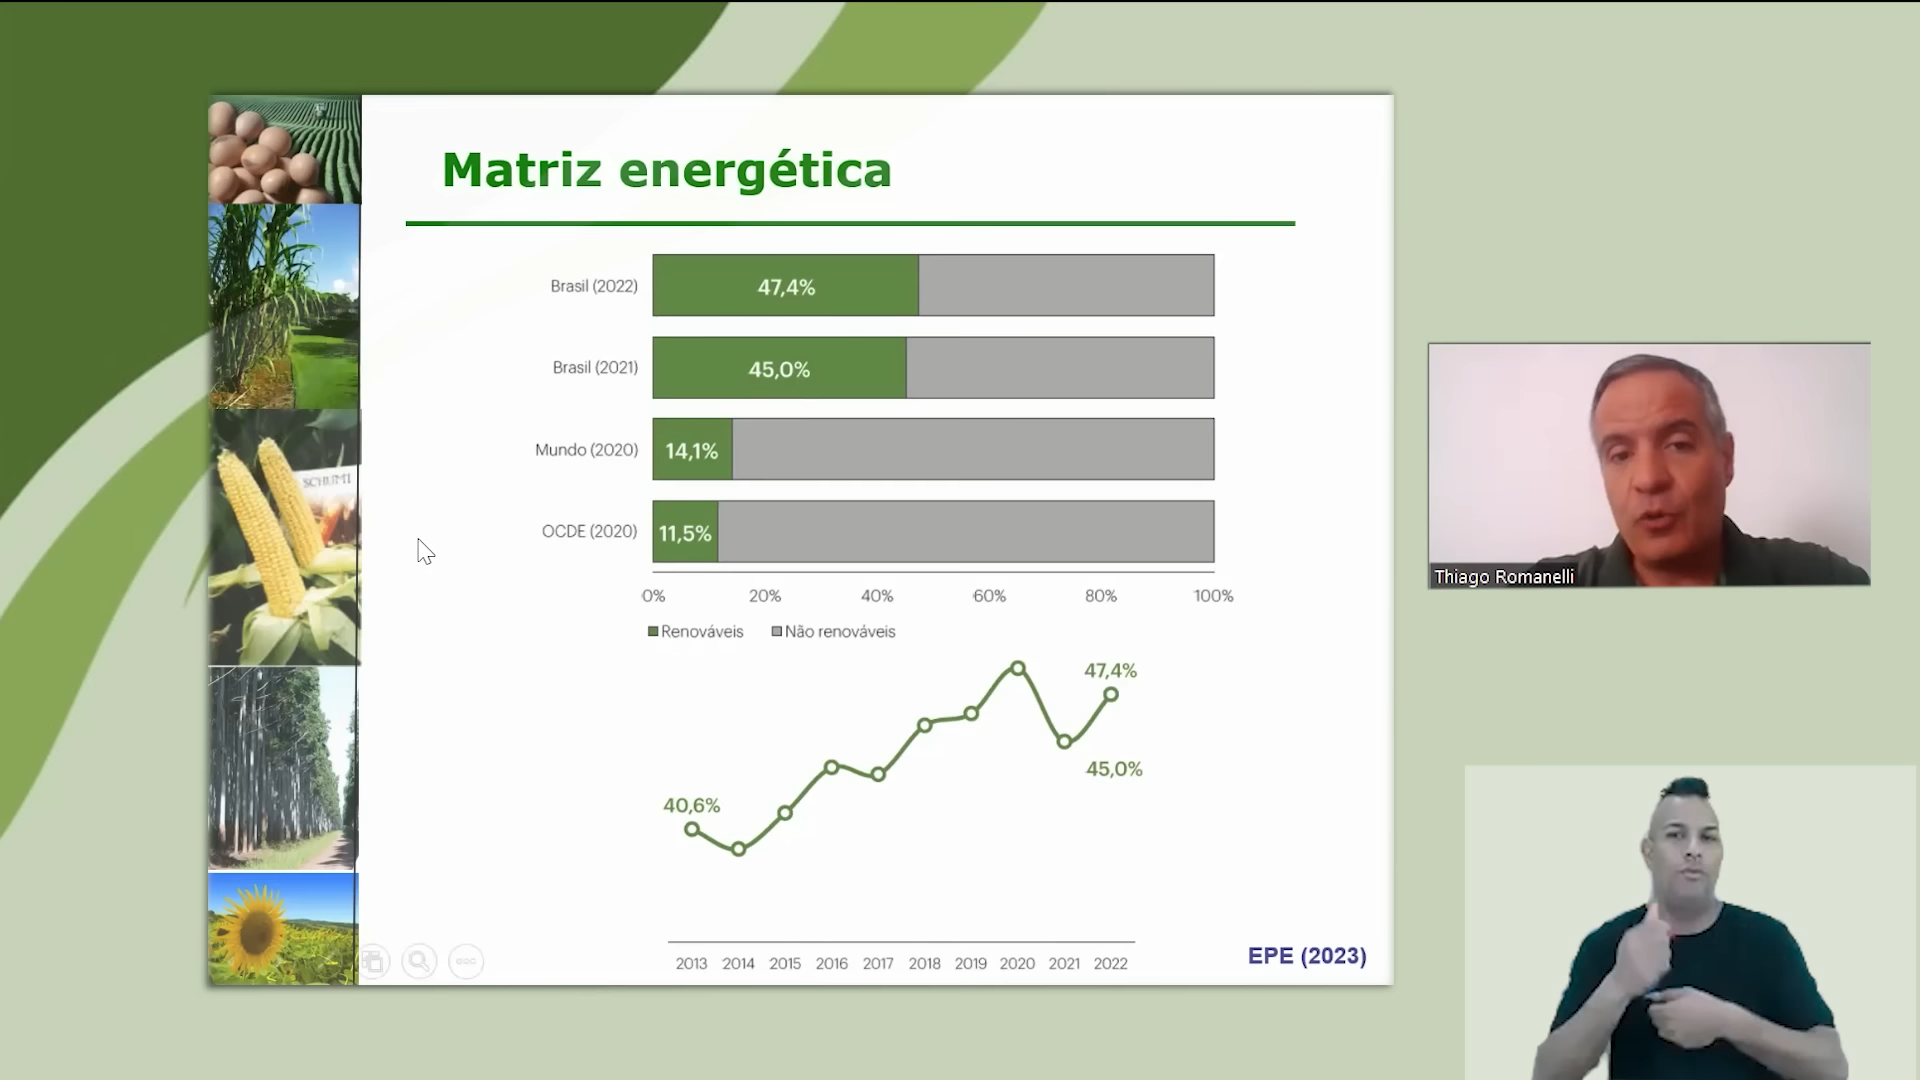 Matriz energética
Brasil (2022)
47,4%
Brasil (2021)
45,0%
Mundo (2020)
14,1%
OCDE (2020)
11,5%
0% 20% 40% 60% 80% 100%
Renováveis Não renováveis
47,4%
45,0%
40,6%
2013 2014 2015 2016 2017 2018 2019 2020 2021 2022
EPE (2023)
SCHUMI
Thiago Romanelli